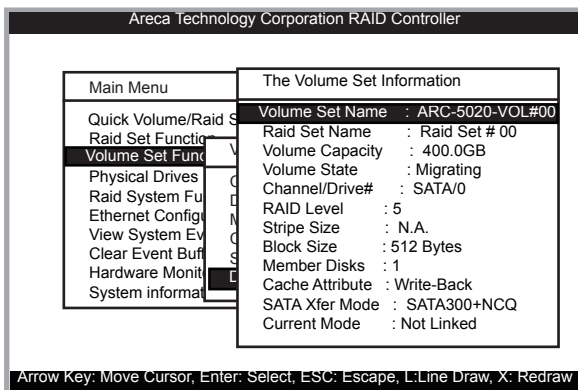 Areca Technology Corporation RAID Controller
Main Menu
Quick Volume/Raid S
Raid Set Function
Volume Set Func
Physical Drives
Raid System Fu
Ethernet Configu
View System Ev
Clear Event Buff
Hardware Monit
System informat
V
C
D
M
C
S
D
The Volume Set Information
Volume Set Name : ARC-5020-VOL#00
Raid Set Name : Raid Set # 00
Volume Capacity : 400.0GB
Volume State : Migrating
Channel/Drive# : SATA/0
RAID Level : 5
Stripe Size : N.A.
Block Size : 512 Bytes
Member Disks : 1
Cache Attribute : Write-Back
SATA Xfer Mode : SATA300+NCQ
Current Mode : Not Linked
Arrow Key: Move Cursor, Enter: Select, ESC: Escape, L:Line Draw, X: Redraw